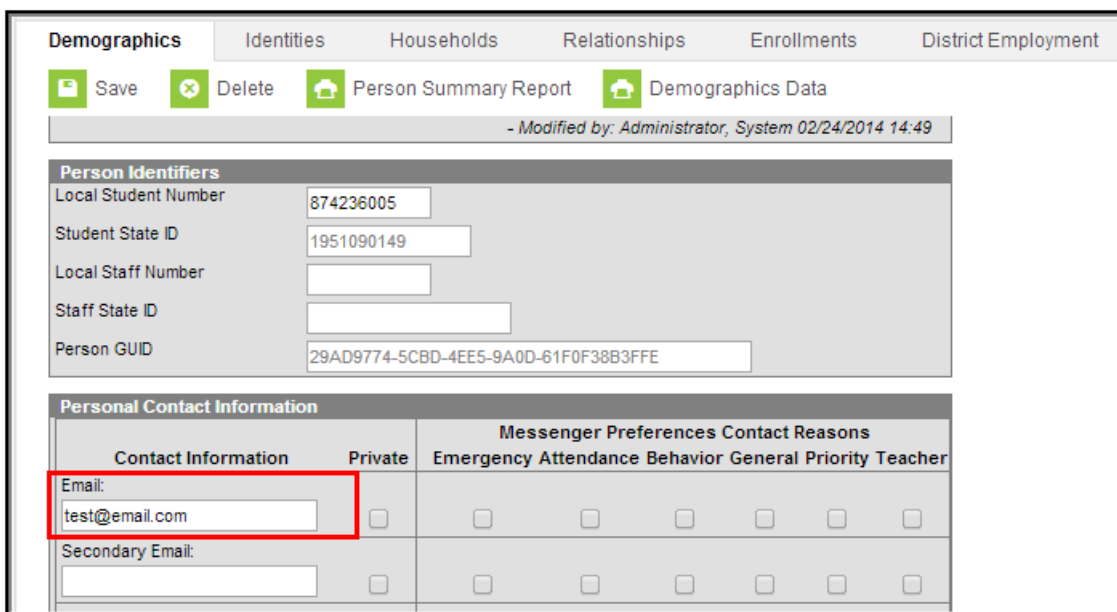 Demographics Identities Households Relationships Enrollments District Employment
Save Delete Person Summary Report Demographics Data
- Modified by: Administrator, System 02/24/2014 14:49
Person Identifiers
Local Student Number 874236005
Student State ID 1951090149
Local Staff Number
Staff State ID
Person GUID 29AD9774-5CBD-4EE5-9A0D-61F0F38B3FFE
Personal Contact Information
Messenger Preferences Contact Reasons
Contact Information Private Emergency Attendance Behavior General Priority Teacher
Email:
test@email.com
Secondary Email: